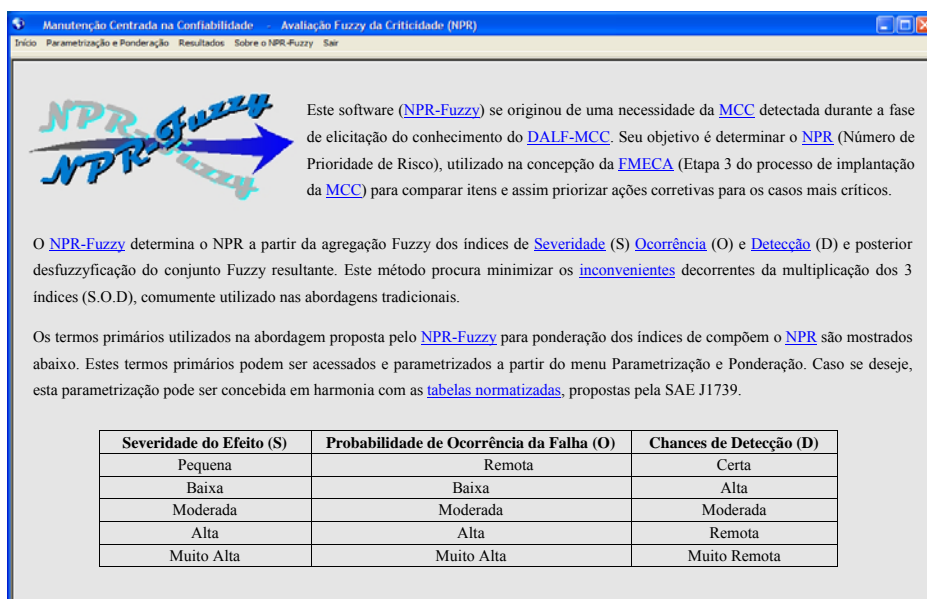 Manutenção Centrada na Confiabilidade - Avaliação Fuzzy da Criticidade (NPR)
Início Parametrização e Ponderação Resultados Sobre o NPR-Fuzzy Sair
NPR-Fuzzy
NPR-Fuzzy
Este software (NPR-Fuzzy) se originou de uma necessidade da MCC detectada durante a fase
de elicitação do conhecimento do DALF-MCC. Seu objetivo é determinar o NPR (Número de
Prioridade de Risco), utilizado na concepção da FMECA (Etapa 3 do processo de implantação
da MCC) para comparar itens e assim priorizar ações corretivas para os casos mais críticos.
O NPR-Fuzzy determina o NPR a partir da agregação Fuzzy dos índices de Severidade (S) Ocorrência (O) e Detecção (D) e posterior
desfuzzyficação do conjunto Fuzzy resultante. Este método procura minimizar os inconvenientes decorrentes da multiplicação dos 3
índices (S.O.D), comumente utilizado nas abordagens tradicionais.
Os termos primários utilizados na abordagem proposta pelo NPR-Fuzzy para ponderação dos índices de compõem o NPR são mostrados
abaixo. Estes termos primários podem ser acessados e parametrizados a partir do menu Parametrização e Ponderação. Caso se deseje,
esta parametrização pode ser concebida em harmonia com as tabelas normatizadas, propostas pela SAE J1739.
Severidade do Efeito (S) Probabilidade de Ocorrência da Falha (O) Chances de Detecção (D)
Pequena Remota Certa
Baixa Baixa Alta
Moderada Moderada Moderada
Alta Alta Remota
Muito Alta Muito Alta Muito Remota